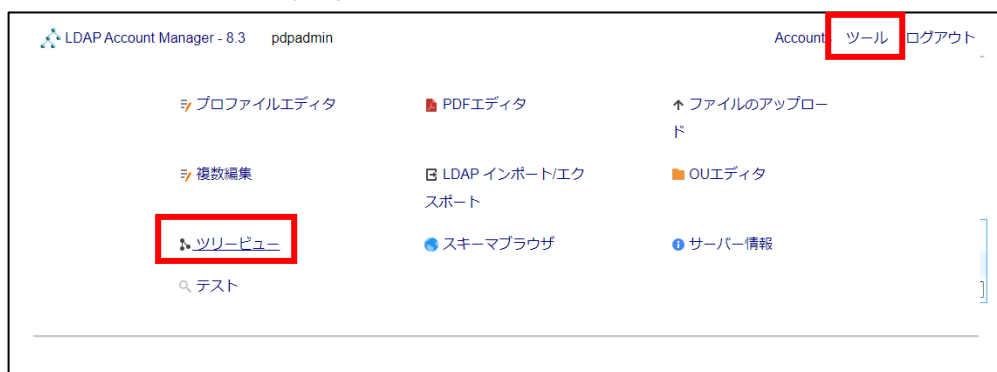 LDAP Account Manager - 8.3 pdpadmin Account ツール ログアウト
プロファイルエディタ PDFエディタ ファイルのアップロー
ド
複数編集 LDAP インポート/エク OUエディタ
スポート
ツリービュー スキーマブラウザ サーバー情報
テスト